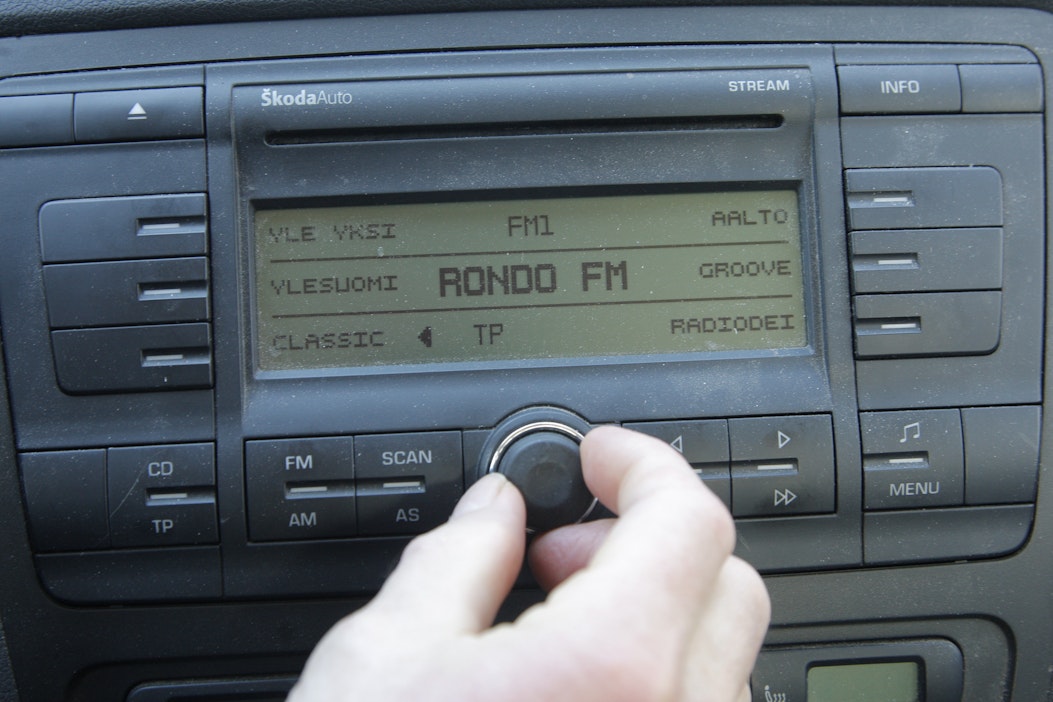 ŠkodaAuto STREAM INFO
YLE YKSI FM1 AALTO
YLESUOMI RONDO FM GROOVE
CLASSIC TP RADIODEI
CD FM SCAN
TP AM AS MENU